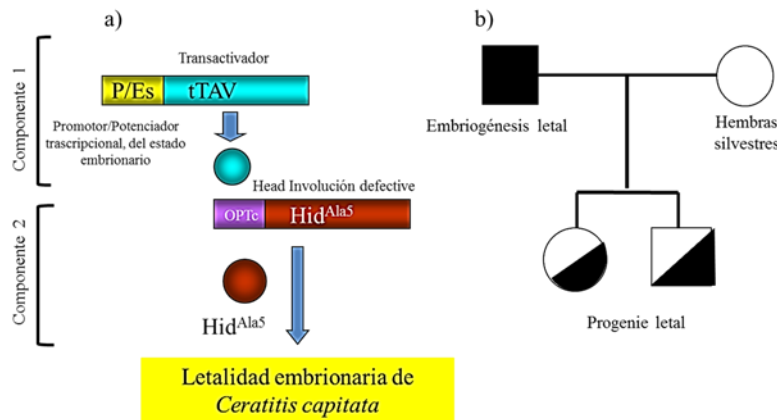 a)
Transactivador
Componente 1
P/Es
tTAV
Promotor/Potenciador
trascripcional, del estado
embrionario
Head Involución defective
Componente 2
OPTc
Hid^Ala5
Hid^Ala5
Letalidad embrionaria de
Ceratitis capitata
b)
Embriogénesis letal
Hembras
silvestres
Progenie letal